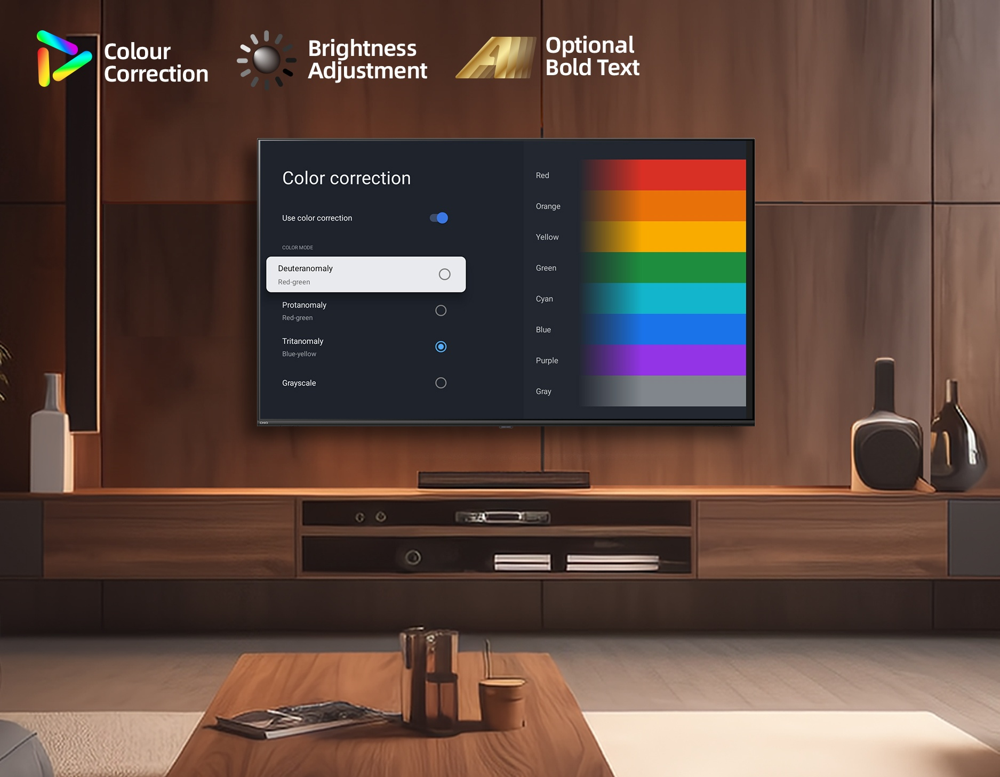 Colour
Correction
Brightness
Adjustment
Optional
Bold Text
Color correction
Use color correction
COLOR MODE
Deuteranomaly
Red-green
Protanomaly
Red-green
Tritanomaly
Blue-yellow
Grayscale
Red
Orange
Yellow
Green
Cyan
Blue
Purple
Gray
CHiQ